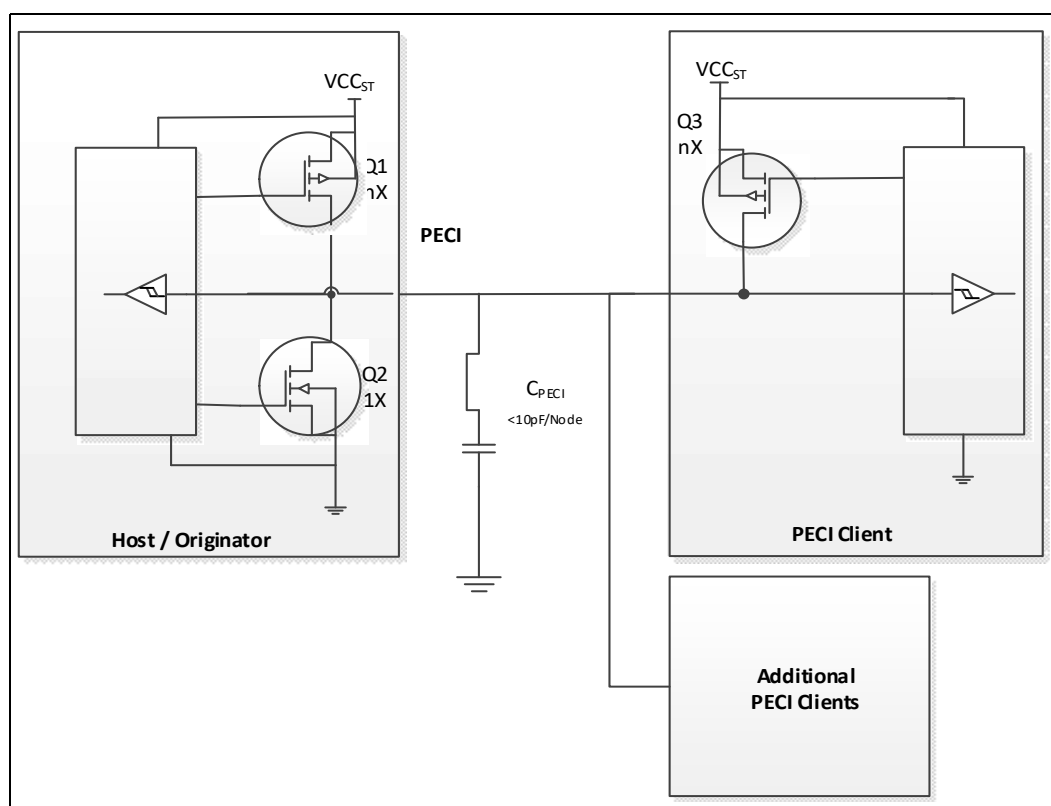 VCCST
Q1
nX
Q2
1X
Host / Originator
PECI
CPECI
<10pF/Node
VCCST
Q3
nX
PECI Client
Additional
PECI Clients